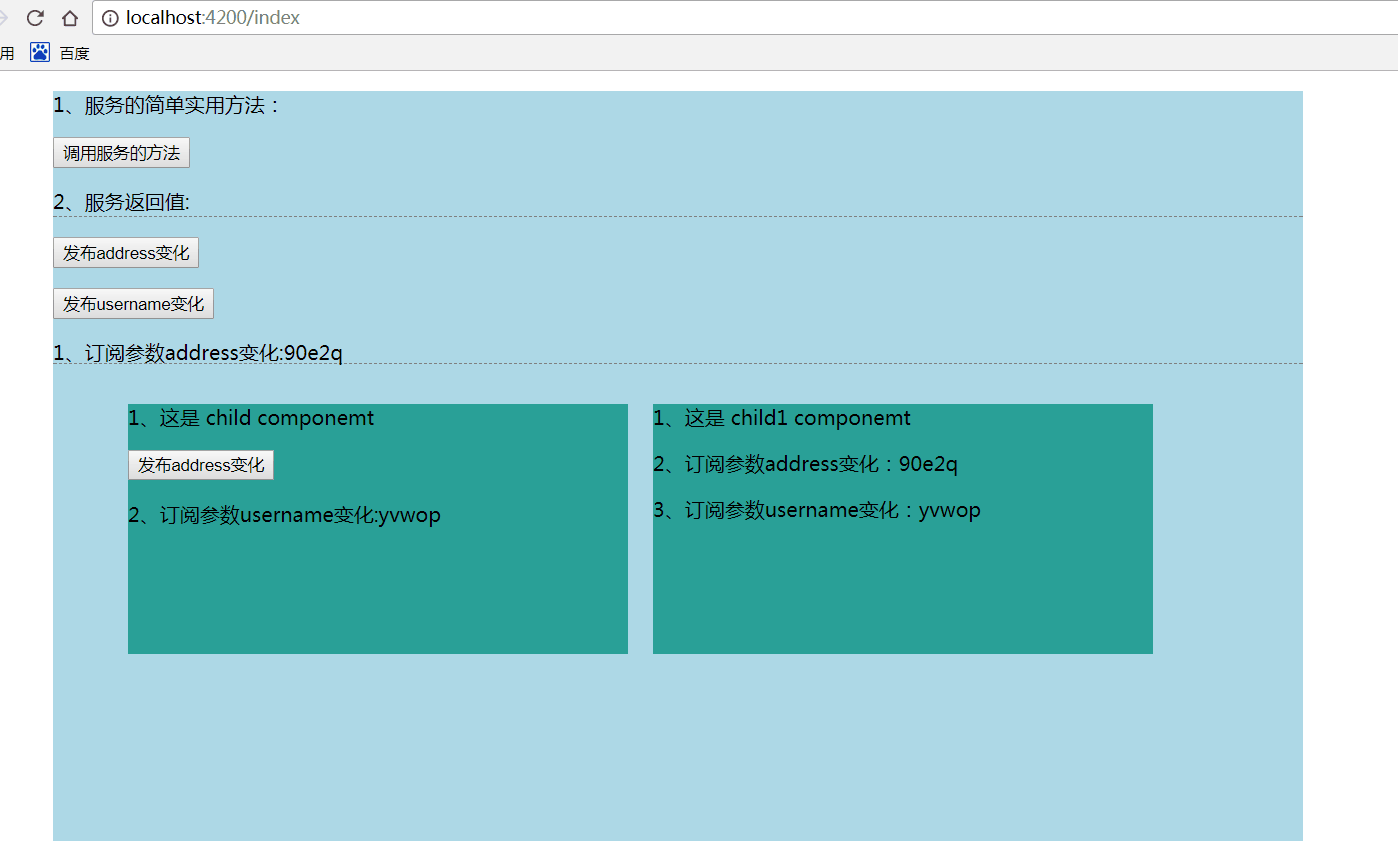 localhost:4200/index
用 百度
1、服务的简单实用方法：
调用服务的方法
2、服务返回值:
发布address变化
发布username变化
1、订阅参数address变化:90e2q
1、这是 child componemt
发布address变化
2、订阅参数username变化:yvwop
1、这是 child1 componemt
2、订阅参数address变化：90e2q
3、订阅参数username变化：yvwop